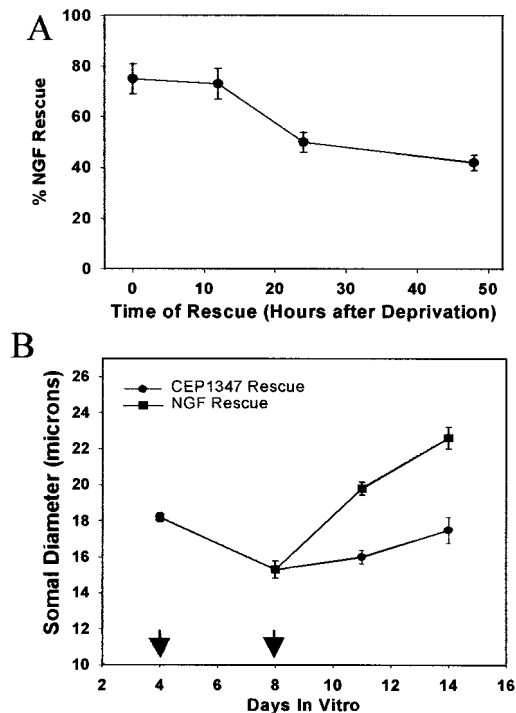 A
100
80
60
40
20
0
% NGF Rescue
0 10 20 30 40 50
Time of Rescue (Hours after Deprivation)
B
26
24
22
20
18
16
14
12
10
Somal Diameter (microns)
CEP1347 Rescue
NGF Rescue
2 4 6 8 10 12 14 16
Days In Vitro